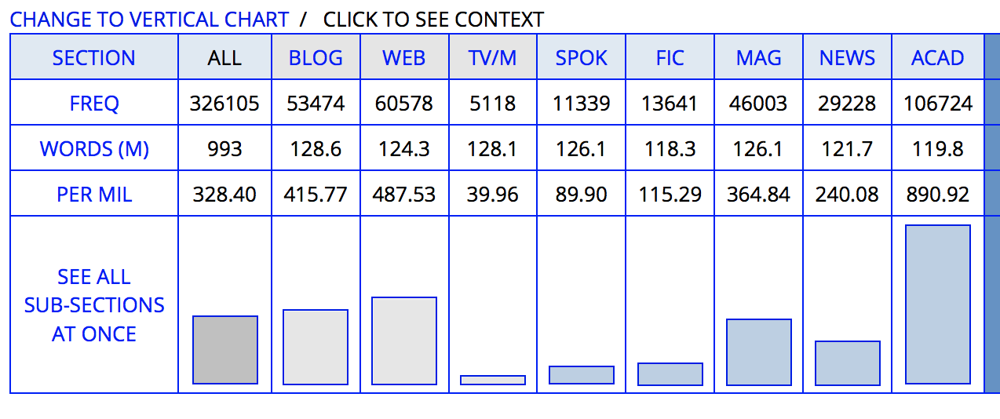 CHANGE TO VERTICAL CHART / CLICK TO SEE CONTEXT
SECTION ALL BLOG WEB TV/M SPOK FIC MAG NEWS ACAD
FREQ 326105 53474 60578 5118 11339 13641 46003 29228 106724
WORDS (M) 993 128.6 124.3 128.1 126.1 118.3 126.1 121.7 119.8
PER MIL 328.40 415.77 487.53 39.96 89.90 115.29 364.84 240.08 890.92
SEE ALL
SUB-SECTIONS
AT ONCE